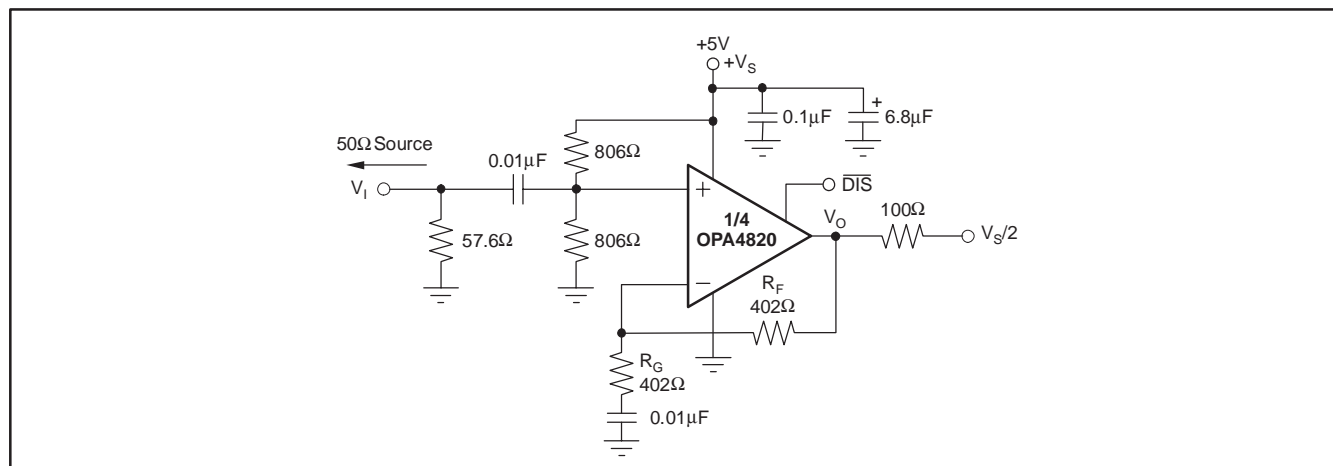 +5V
+V_S
0.1μF
+
6.8μF
50Ω Source
0.01μF
806Ω
V_I
+
DIS
1/4
OPA4820
V_O
100Ω
V_S/2
57.6Ω
806Ω
−
R_F
402Ω
R_G
402Ω
0.01μF